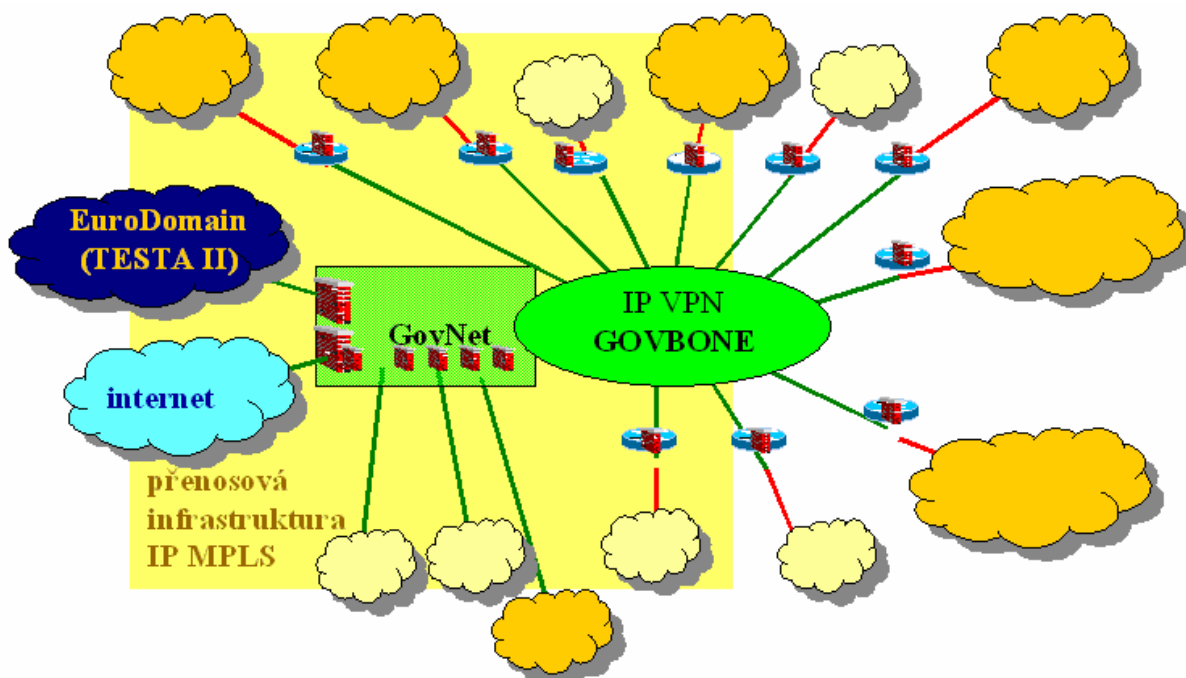 EuroDomain
(TESTA II)
IP VPN
GOVBONE
GovNet
internet
přenosová
infrastruktura
IP MPLS